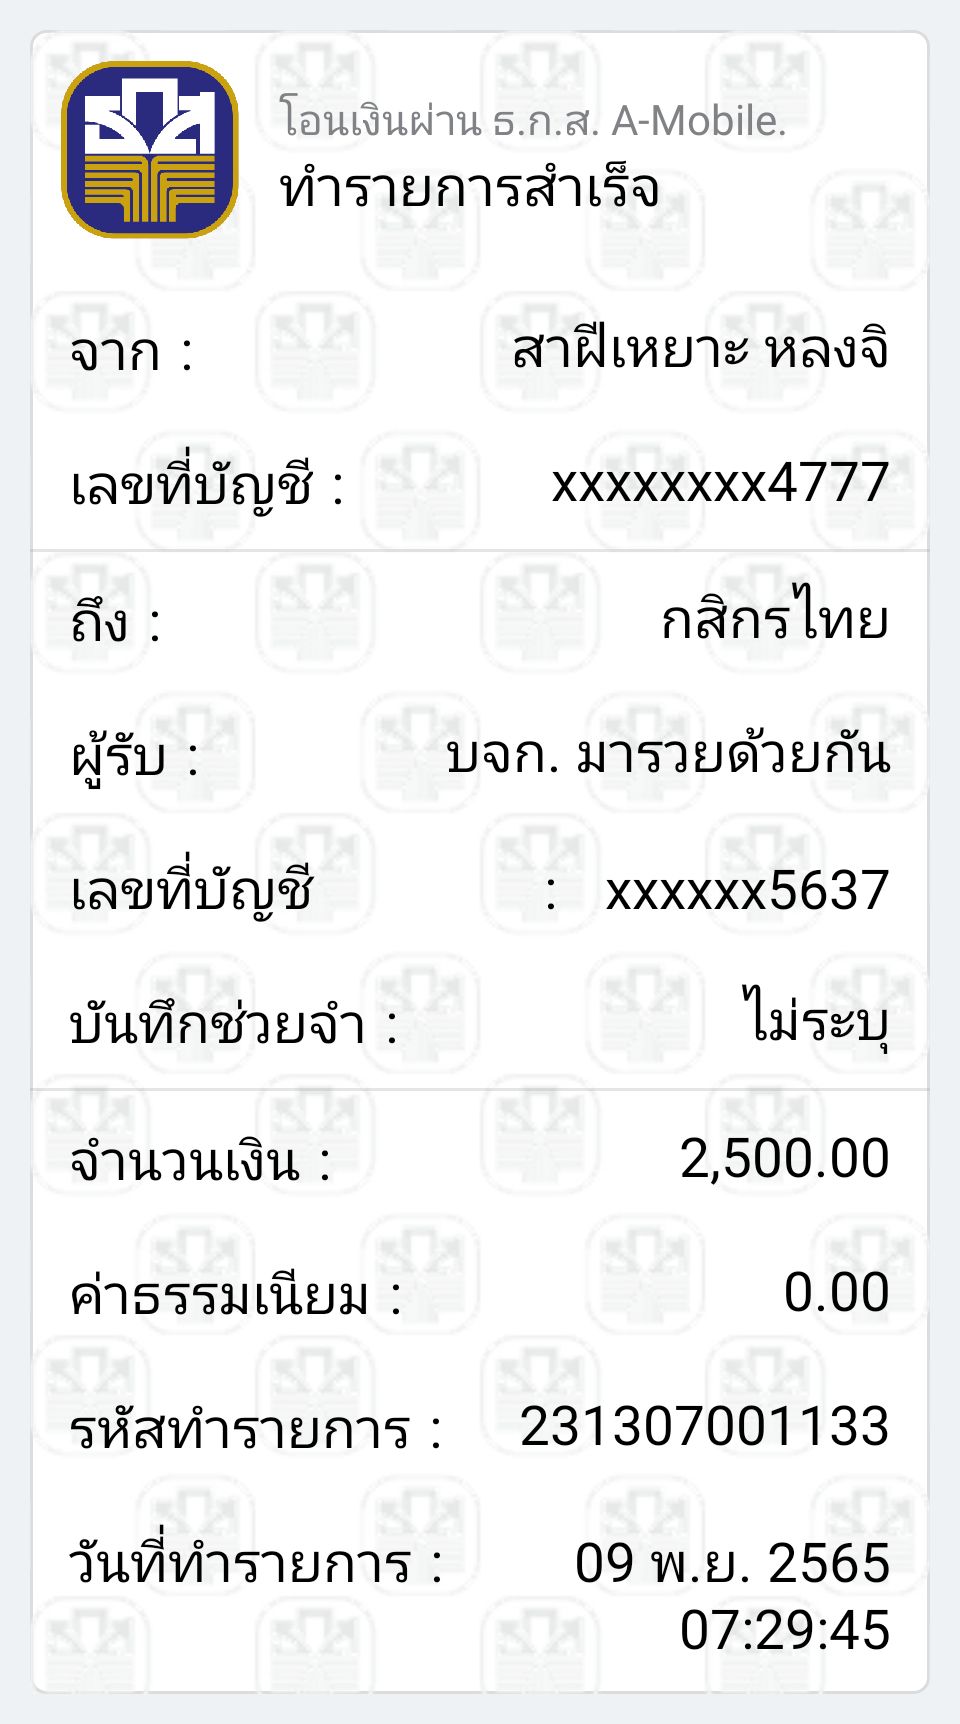 โอนเงินผ่าน ธ.ก.ส. A-Mobile.
ทำรายการสำเร็จ
จาก : สาฝีเหยาะ หลงจิ
เลขที่บัญชี : xxxxxxxx4777
ถึง : กสิกรไทย
ผู้รับ : บจก. มารวยด้วยกัน
เลขที่บัญชี : xxxxxx5637
บันทึกช่วยจำ : ไม่ระบุ
จำนวนเงิน : 2,500.00
ค่าธรรมเนียม : 0.00
รหัสทำรายการ : 231307001133
วันที่ทำรายการ : 09 พ.ย. 2565
07:29:45